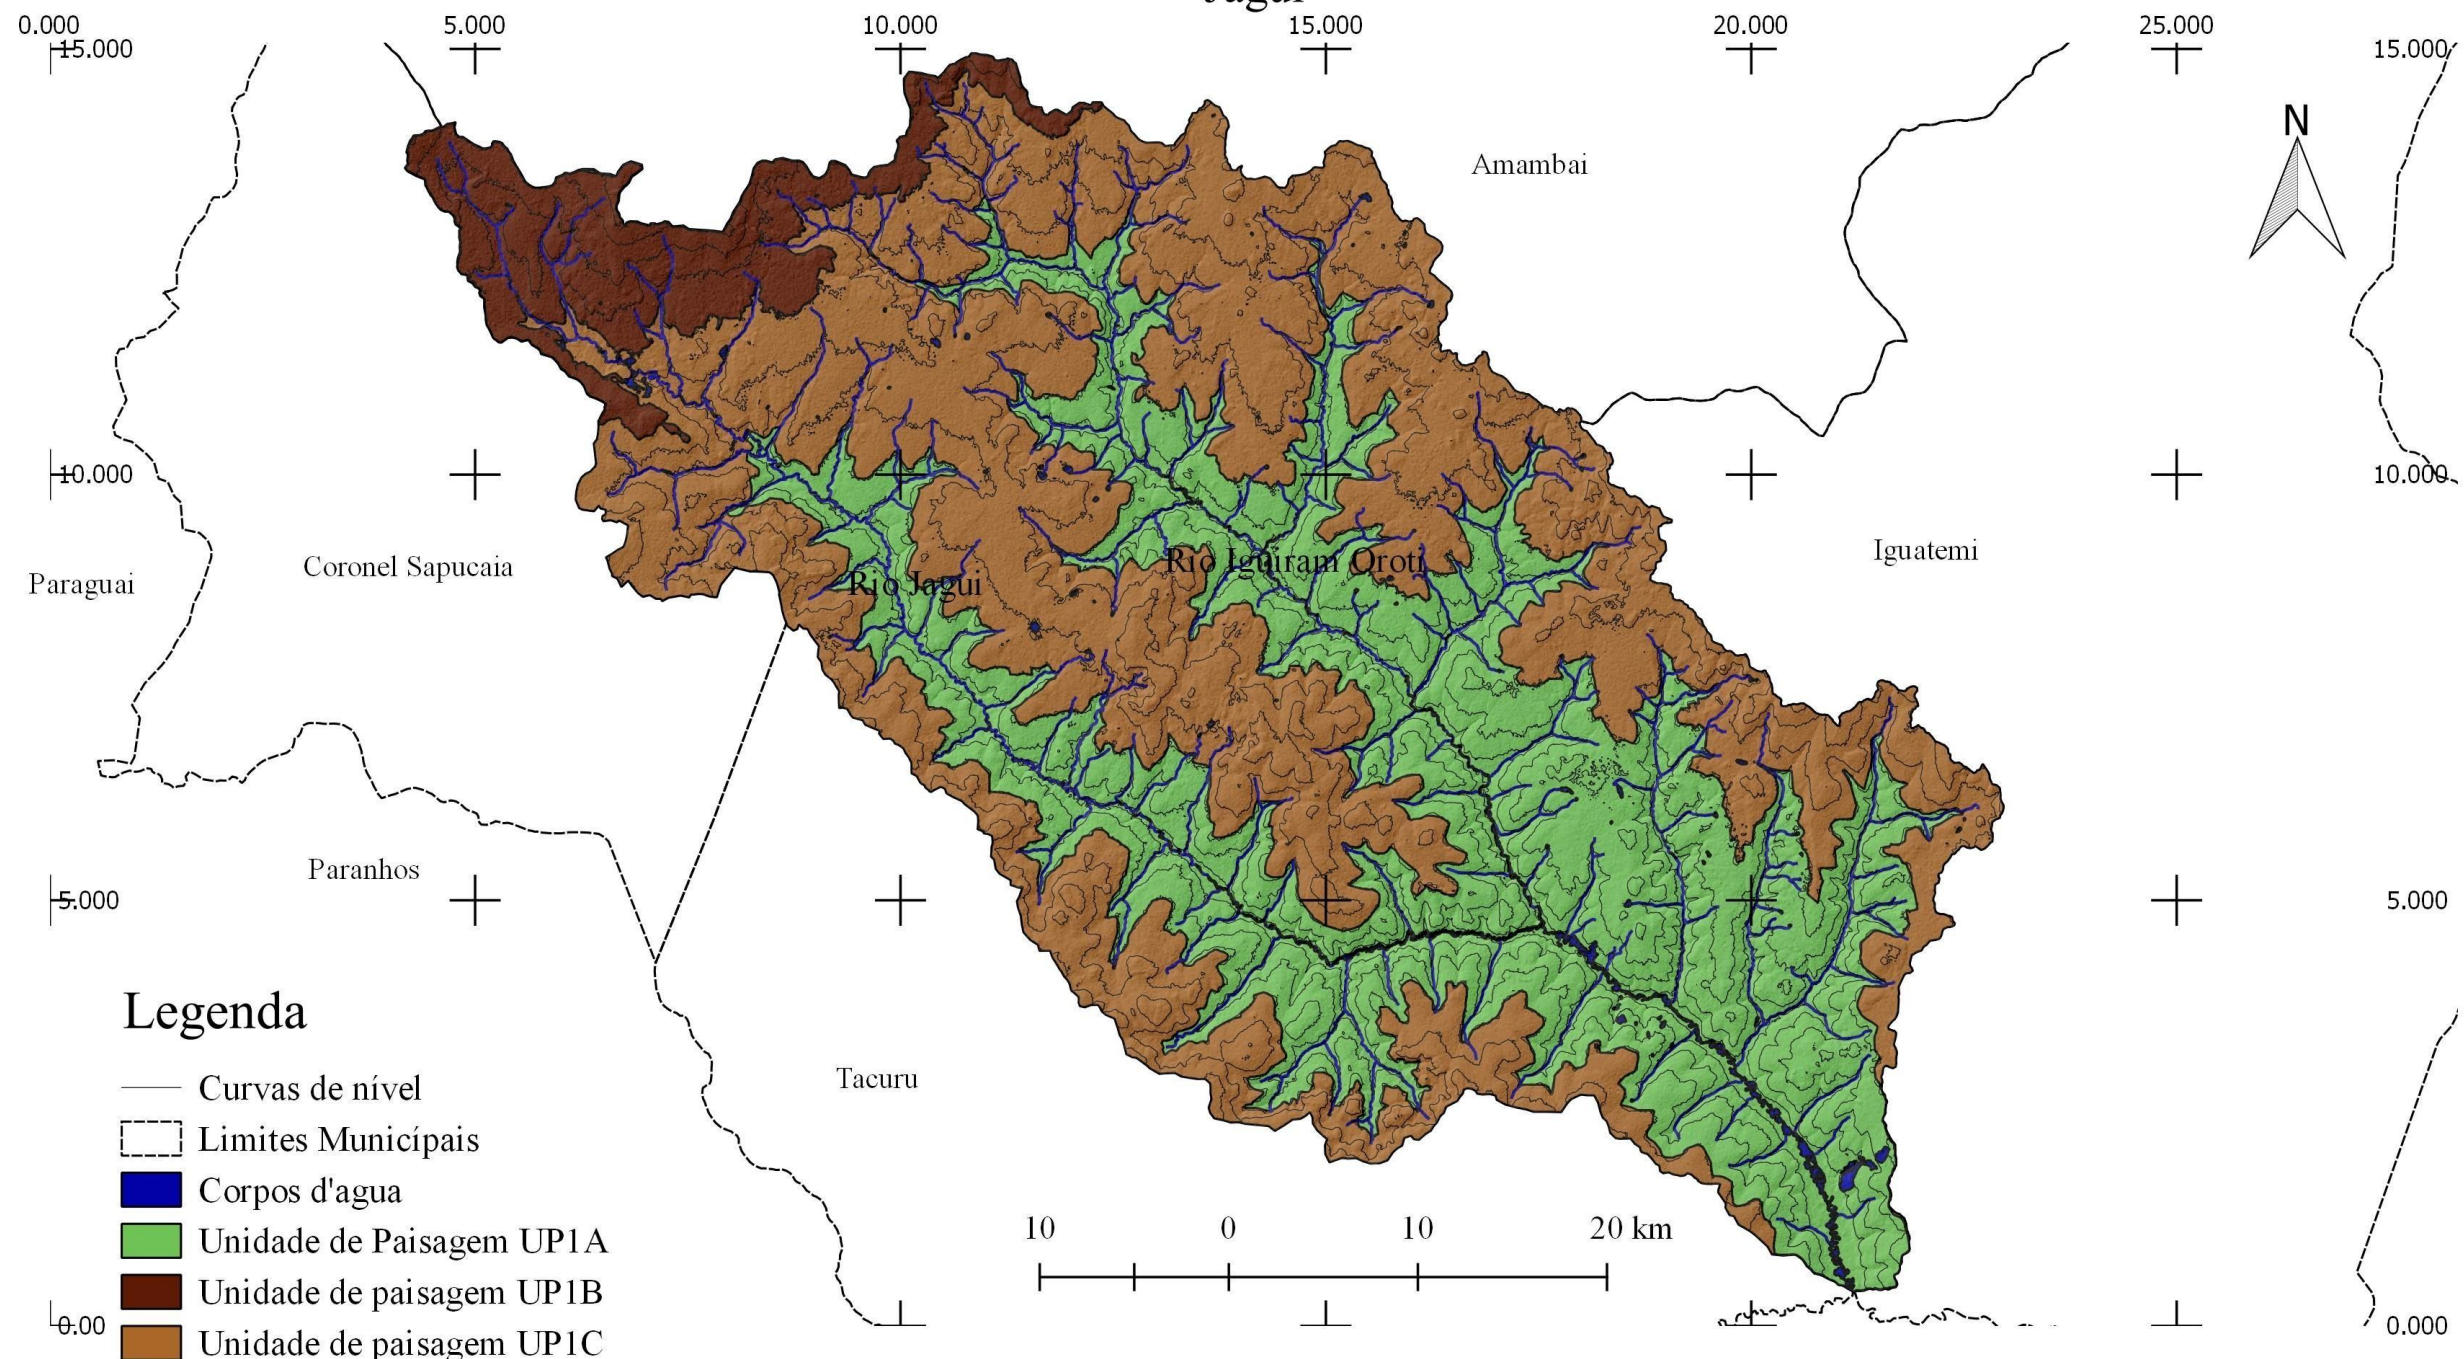 0.000 5.000 10.000 15.000 20.000 25.000
15.000 15.000
N
Amambai
10.000 10.000
Rio Iguiram Oroti
Iguatemi
Coronel Sapucaia
Paraguai
Rio Jagui
Paranhos
5.000 5.000
Tacuru
Legenda
Curvas de nível
Limites Municípais
Corpos d'agua
Unidade de Paisagem UP1A
Unidade de paisagem UP1B
Unidade de paisagem UP1C
10 0 10 20 km
0.00 0.000